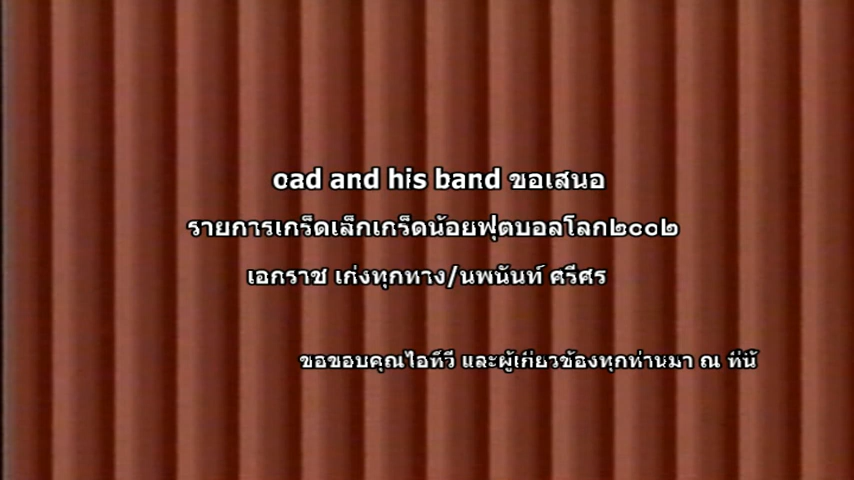 oad and his band ขอเสนอ
รายการเกร็ดเล็กเกร็ดน้อยฟุตบอลโลก๒๐๐๒
เอกราช เก่งทุกทาง/นพนันท์ ศรีศร
ขอขอบคุณไอทีวี และผู้เกี่ยวข้องทุกท่านมา ณ ที่นี้